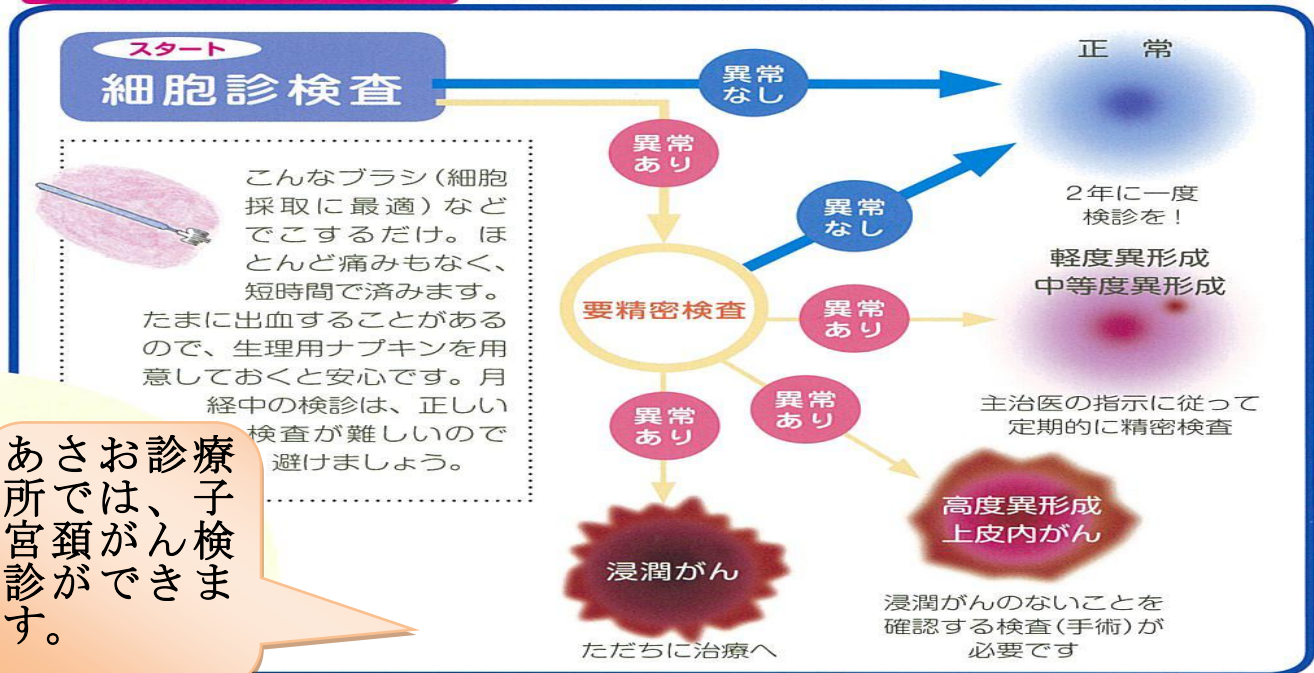 スタート
細胞診検査
異常
なし
正 常
異常
あり
2年に一度
検診を！
こんなブラシ(細胞
採取に最適)など
でこするだけ。ほ
とんど痛みもなく、
短時間で済みます。
たまに出血することがある
ので、生理用ナプキンを用
意しておくと安心です。月
経中の検診は、正しい
検査が難しいので
避けましょう。
異常
なし
要精密検査
異常
あり
軽度異形成
中等度異形成
主治医の指示に従って
定期的に精密検査
異常
あり
異常
あり
高度異形成
上皮内がん
浸潤がんのないことを
確認する検査(手術)が
必要です
浸潤がん
ただちに治療へ
あさお診療
所では、子
宮頚がん検
診ができま
す。